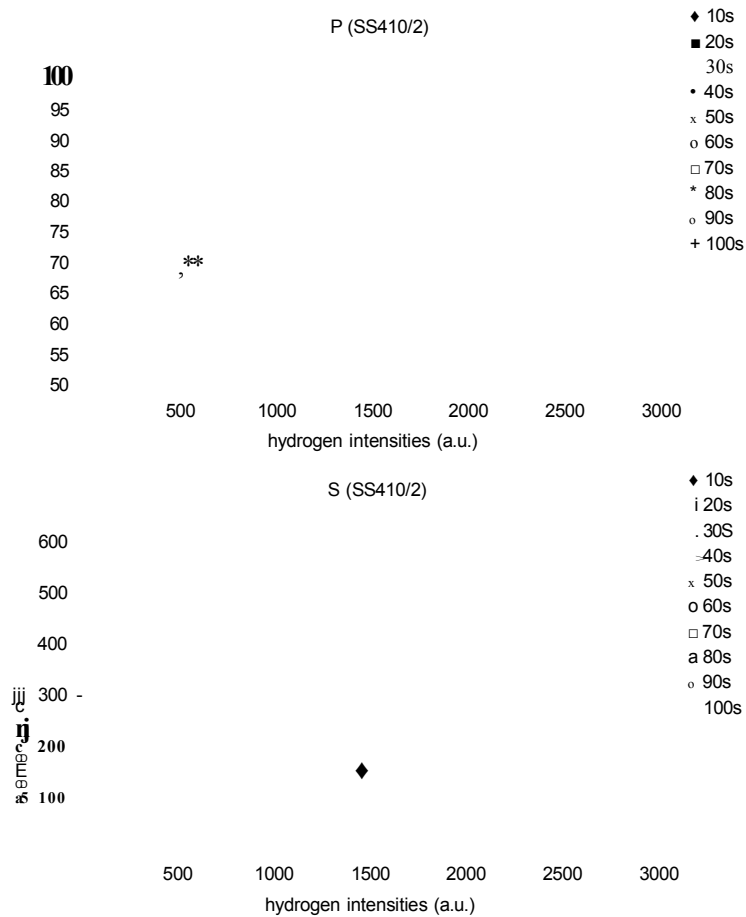 P (SS410/2)
♦ 10s
■ 20s
30s
• 40s
x 50s
o 60s
□ 70s
* 80s
o 90s
+ 100s
100
95
90
85
80
75
70
65
60
55
50
,**
500 1000 1500 2000 2500 3000
hydrogen intensities (a.u.)
S (SS410/2)
♦ 10s
i 20s
. 30S
40s
x 50s
o 60s
□ 70s
a 80s
o 90s
100s
600
500
400
300 -
200
100
♦
500 1000 1500 2000 2500 3000
hydrogen intensities (a.u.)